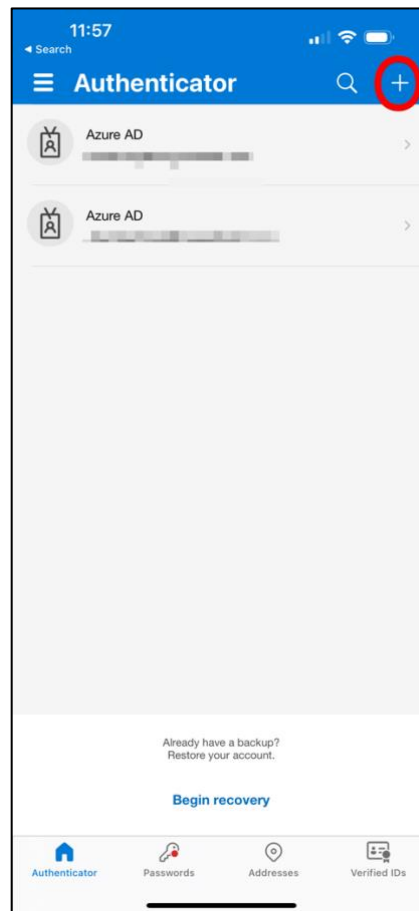 11:57
◀ Search
Authenticator
Azure AD
Azure AD
Already have a backup?
Restore your account.
Begin recovery
Authenticator
Passwords
Addresses
Verified IDs